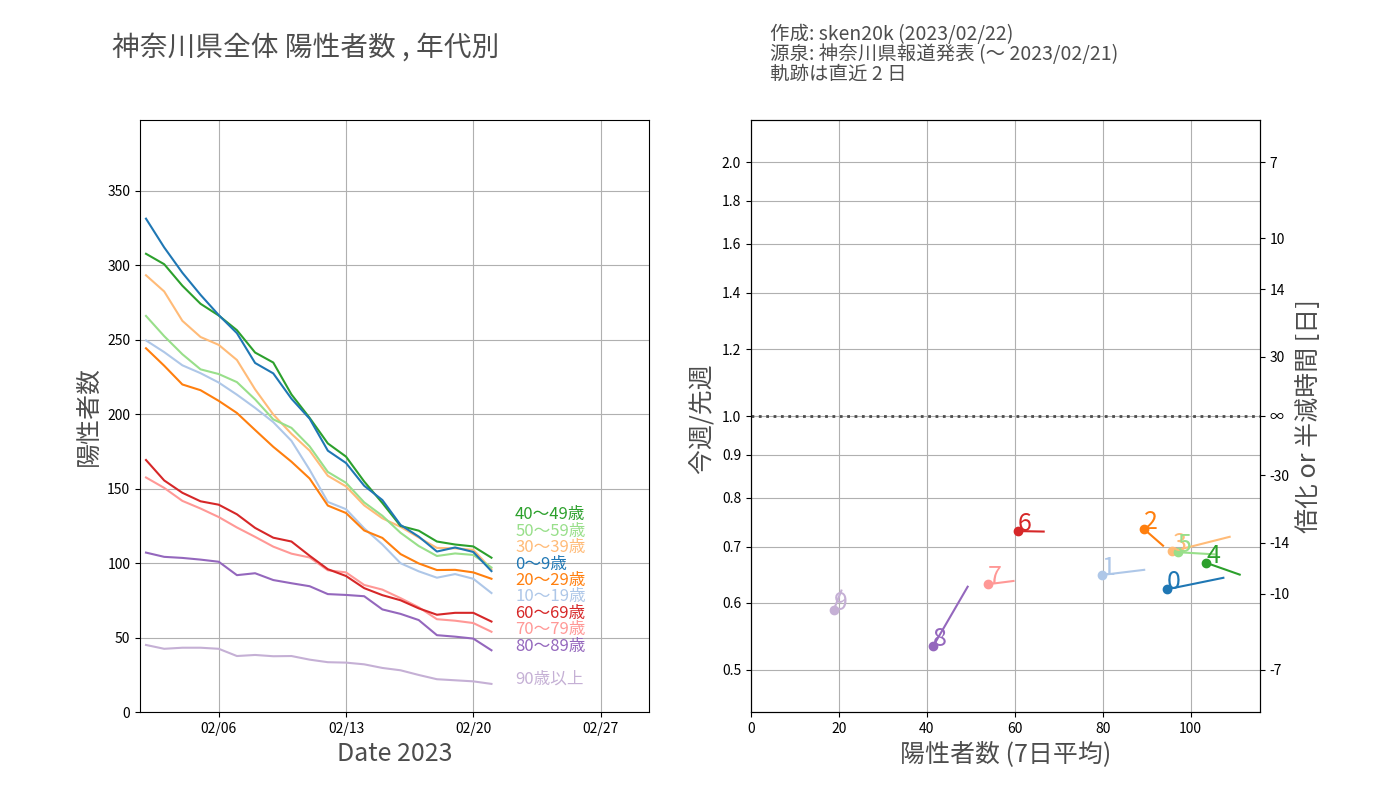 神奈川県全体 陽性者数 , 年代別
作成: sken20k (2023/02/22)
源泉: 神奈川県報道発表 (〜 2023/02/21)
軌跡は直近 2 日
陽性者数
350
300
250
200
150
100
50
0
40〜49歳
50〜59歳
30〜39歳
0〜9歳
20〜29歳
10〜19歳
60〜69歳
70〜79歳
80〜89歳
90歳以上
02/06
02/13
02/20
02/27
Date 2023
今週/先週
2.0
1.8
1.6
1.4
1.2
1.0
0.9
0.8
0.7
0.6
0.5
6
2
3
5
4
1
0
7
9
8
7
10
14
30
∞
-30
-14
-10
-7
倍化 or 半減時間 [日]
0
20
40
60
80
100
陽性者数 (7日平均)